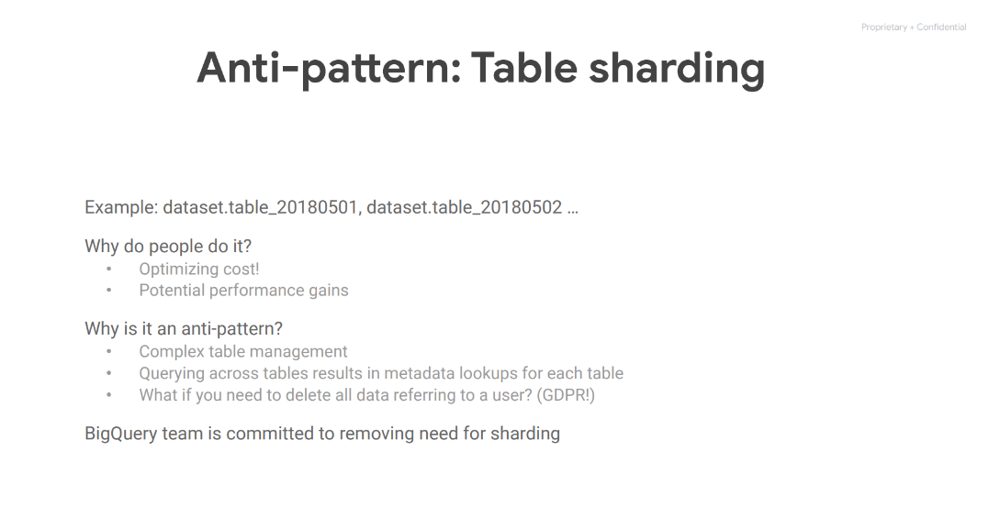 Proprietary + Confidential
Anti-pattern: Table sharding
Example: dataset.table_20180501, dataset.table_20180502 ...
Why do people do it?
• Optimizing cost!
• Potential performance gains
Why is it an anti-pattern?
• Complex table management
• Querying across tables results in metadata lookups for each table
• What if you need to delete all data referring to a user? (GDPR!)
BigQuery team is committed to removing need for sharding